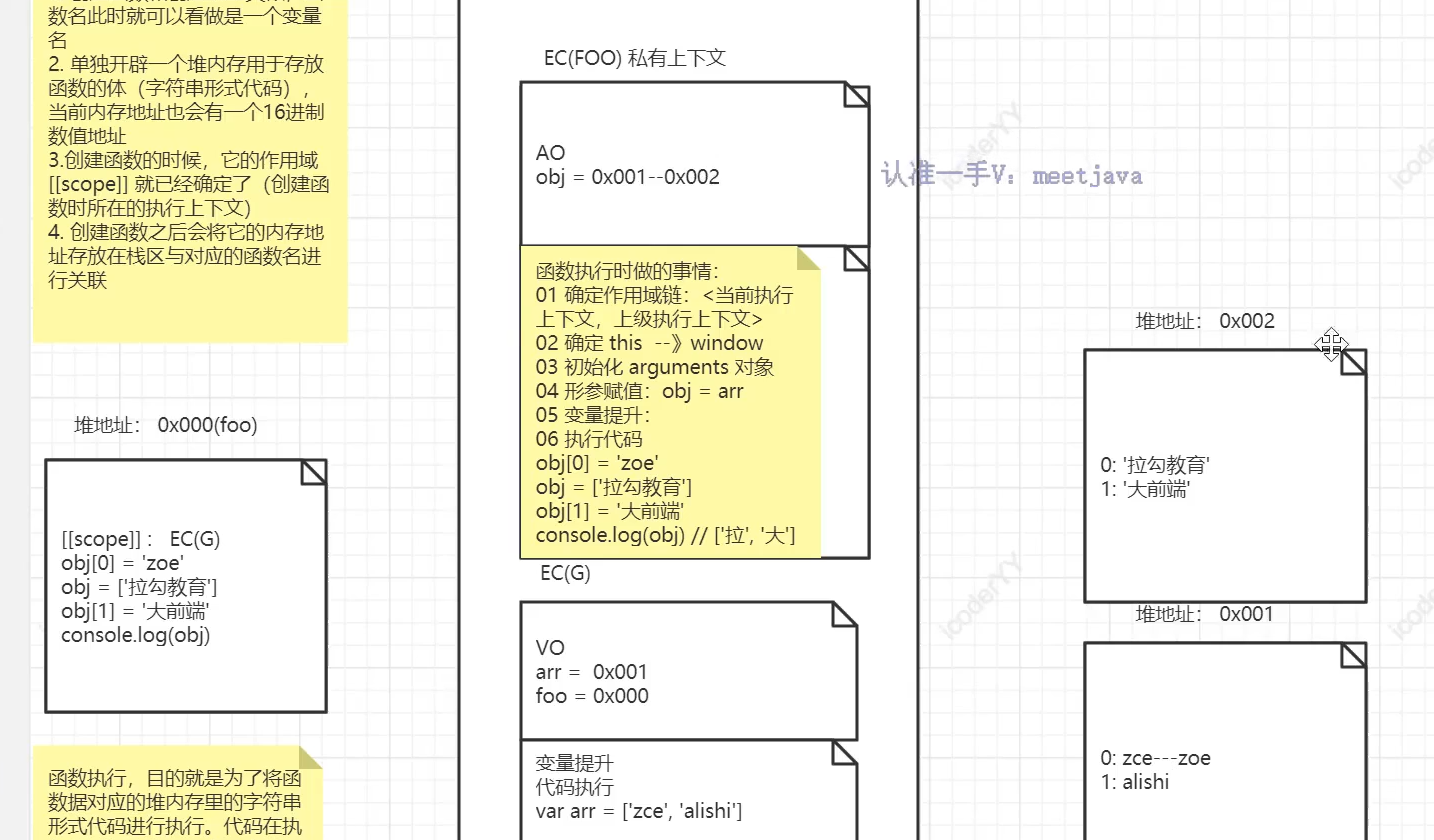 数名此时就可以看做是一个变量
名
2. 单独开辟一个堆内存用于存放
函数的体（字符串形式代码），
当前内存地址也会有一个16进制
数值地址
3.创建函数的时候，它的作用域
[[scope]] 就已经确定了（创建函
数时所在的执行上下文)
4. 创建函数之后会将它的内存地
址存放在栈区与对应的函数名进
行关联
堆地址： 0x000(foo)
[[scope]] ： EC(G)
obj[0] = 'zoe'
obj = ['拉勾教育']
obj[1] = '大前端'
console.log(obj)
函数执行，目的就是为了将函
数据对应的堆内存里的字符串
形式代码进行执行。代码在执
EC(FOO) 私有上下文
AO
obj = 0x001--0x002
函数执行时做的事情：
01 确定作用域链：<当前执行
上下文，上级执行上下文>
02 确定 this --》window
03 初始化 arguments 对象
04 形参赋值：obj = arr
05 变量提升：
06 执行代码
obj[0] = 'zoe'
obj = ['拉勾教育']
obj[1] = '大前端'
console.log(obj) // ['拉', '大']
EC(G)
VO
arr = 0x001
foo = 0x000
变量提升
代码执行
var arr = ['zce', 'alishi']
认准一手V：meetjava
icoderYY
icoderYY
堆地址： 0x002
0: '拉勾教育'
1: '大前端'
堆地址： 0x001
0: zce---zoe
1: alishi